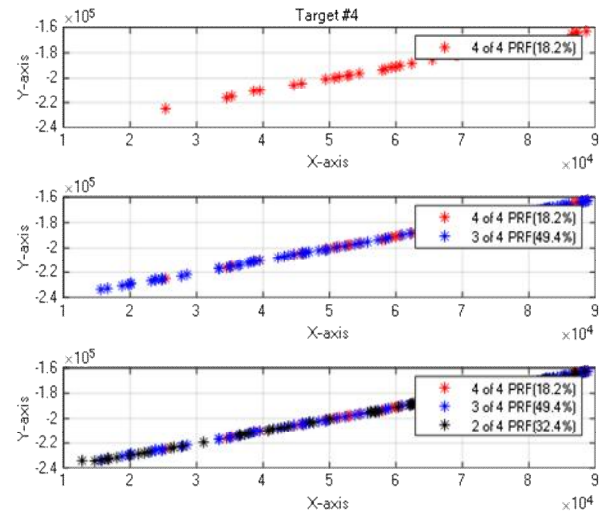 Target #4
×10^5
-1.6
-1.8
-2
-2.2
-2.4
Y-axis
4 of 4 PRF(18.2%)
1 2 3 4 5 6 7 8 9
X-axis
×10^4
×10^5
-1.6
-1.8
-2
-2.2
-2.4
Y-axis
4 of 4 PRF(18.2%)
3 of 4 PRF(49.4%)
1 2 3 4 5 6 7 8 9
X-axis
×10^4
×10^5
-1.6
-1.8
-2
-2.2
-2.4
Y-axis
4 of 4 PRF(18.2%)
3 of 4 PRF(49.4%)
2 of 4 PRF(32.4%)
1 2 3 4 5 6 7 8 9
X-axis
×10^4